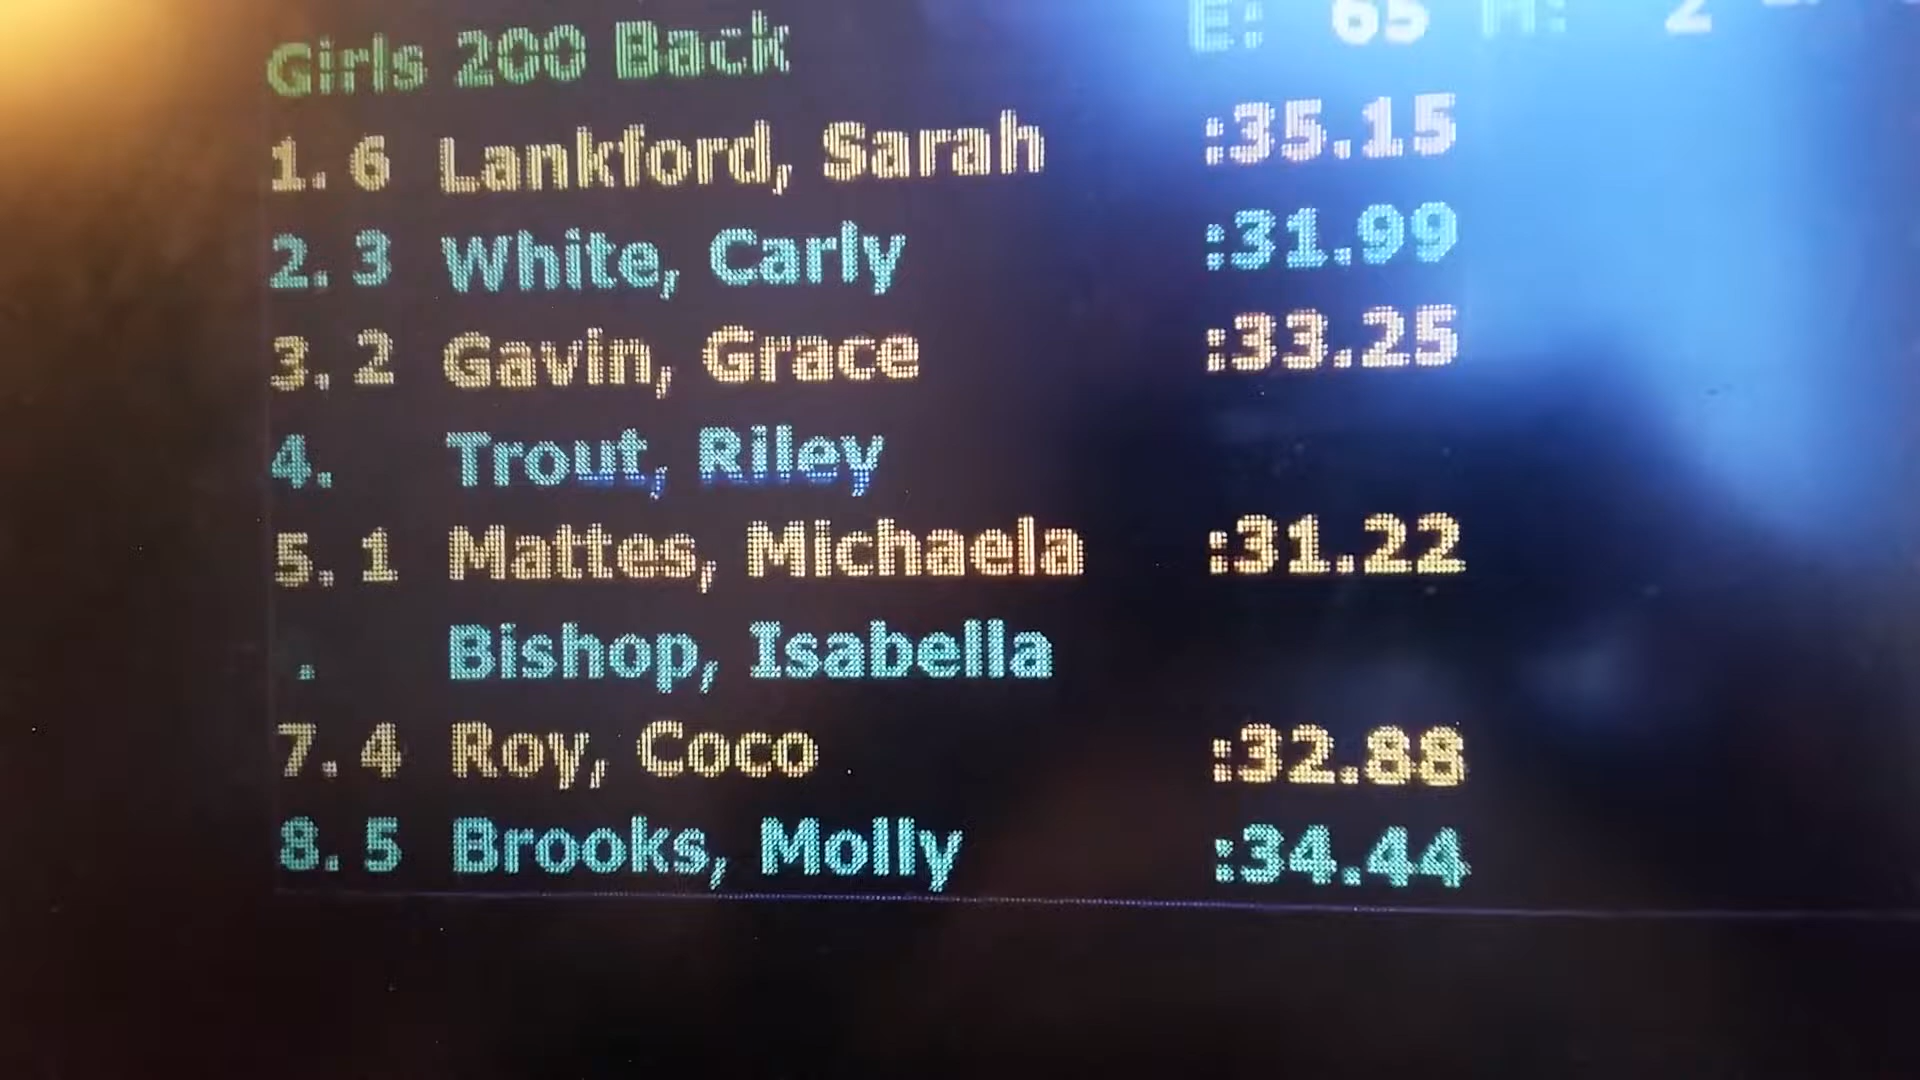 E: 65 H: 2
Girls 200 Back
1. 6 Lankford, Sarah :35.15
2. 3 White, Carly :31.99
3. 2 Gavin, Grace :33.25
4. Trout, Riley
5. 1 Mattes, Michaela :31.22
. Bishop, Isabella
7. 4 Roy, Coco :32.88
8. 5 Brooks, Molly :34.44